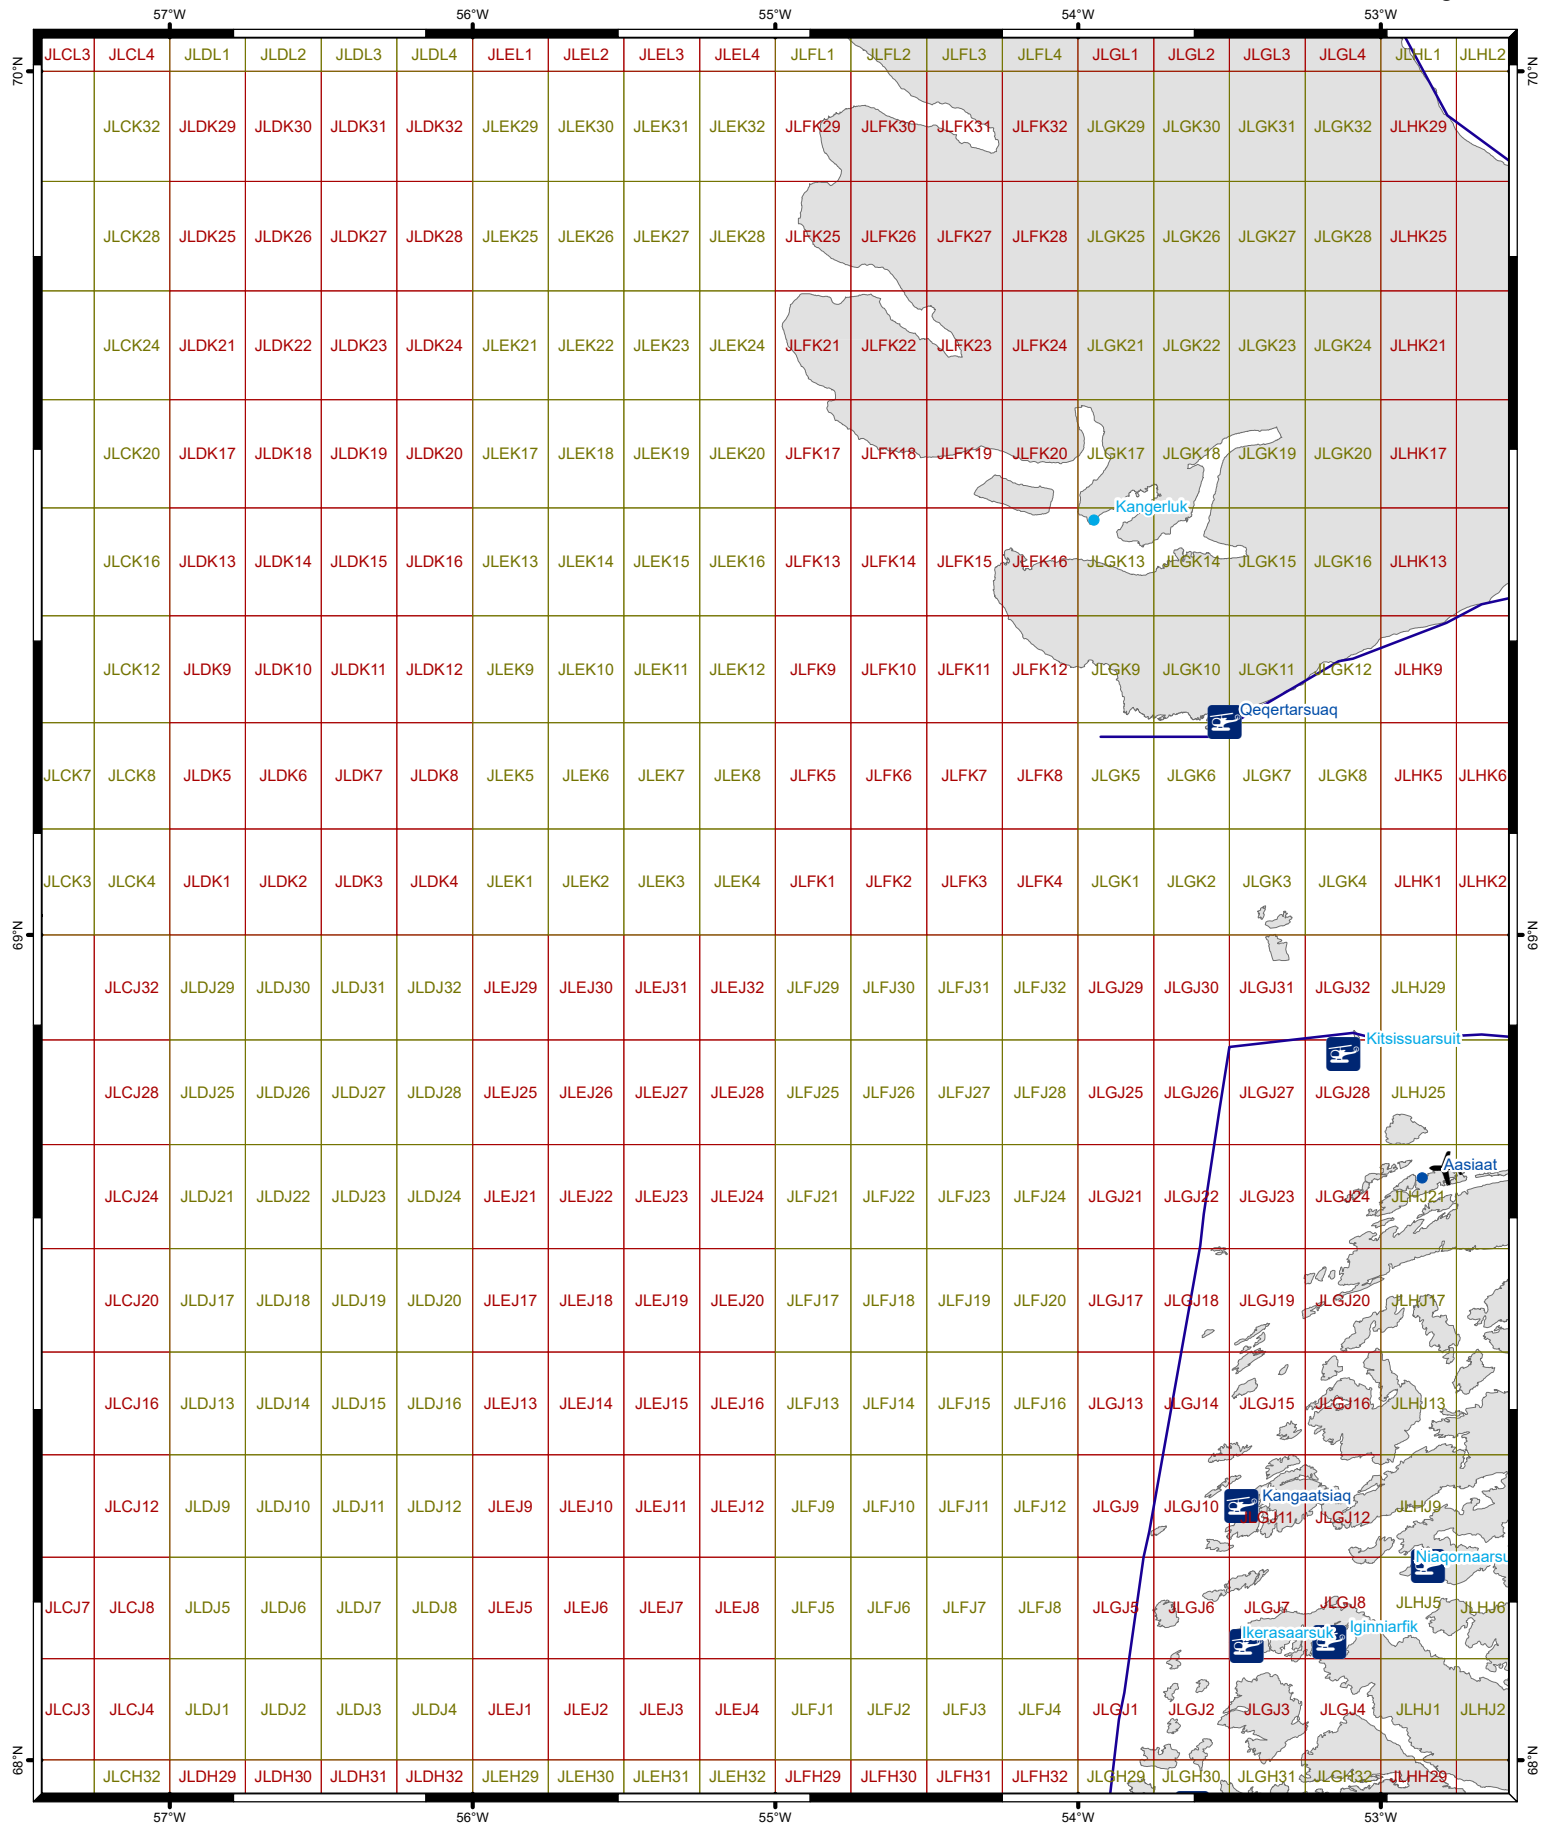 57°W 56°W 55°W 54°W 53°W
JLCL3 JLCL4 JLDL1 JLDL2 JLDL3 JLDL4 JLEL1 JLEL2 JLEL3 JLEL4 JLFL1 JLFL2 JLFL3 JLFL4 JLGL1 JLGL2 JLGL3 JLGL4 JLHL1 JLHL2
70°N 70°N
JLCK32 JLDK29 JLDK30 JLDK31 JLDK32 JLEK29 JLEK30 JLEK31 JLEK32 JLFK29 JLFK30 JLFK31 JLFK32 JLGK29 JLGK30 JLGK31 JLGK32 JLHK29
JLCK28 JLDK25 JLDK26 JLDK27 JLDK28 JLEK25 JLEK26 JLEK27 JLEK28 JLFK25 JLFK26 JLFK27 JLFK28 JLGK25 JLGK26 JLGK27 JLGK28 JLHK25
JLCK24 JLDK21 JLDK22 JLDK23 JLDK24 JLEK21 JLEK22 JLEK23 JLEK24 JLFK21 JLFK22 JLFK23 JLFK24 JLGK21 JLGK22 JLGK23 JLGK24 JLHK21
JLCK20 JLDK17 JLDK18 JLDK19 JLDK20 JLEK17 JLEK18 JLEK19 JLEK20 JLFK17 JLFK18 JLFK19 JLFK20 JLGK17 JLGK18 JLGK19 JLGK20 JLHK17
Kangerluk
JLCK16 JLDK13 JLDK14 JLDK15 JLDK16 JLEK13 JLEK14 JLEK15 JLEK16 JLFK13 JLFK14 JLFK15 JLFK16 JLGK13 JLGK14 JLGK15 JLGK16 JLHK13
JLCK12 JLDK9 JLDK10 JLDK11 JLDK12 JLEK9 JLEK10 JLEK11 JLEK12 JLFK9 JLFK10 JLFK11 JLFK12 JLGK9 JLGK10 JLGK11 JLGK12 JLHK9
Qeqertarsuaq
JLCK7 JLCK8 JLDK5 JLDK6 JLDK7 JLDK8 JLEK5 JLEK6 JLEK7 JLEK8 JLFK5 JLFK6 JLFK7 JLFK8 JLGK5 JLGK6 JLGK7 JLGK8 JLHK5 JLHK6
JLCK3 JLCK4 JLDK1 JLDK2 JLDK3 JLDK4 JLEK1 JLEK2 JLEK3 JLEK4 JLFK1 JLFK2 JLFK3 JLFK4 JLGK1 JLGK2 JLGK3 JLGK4 JLHK1 JLHK2
69°N 69°N
JLCJ32 JLDJ29 JLDJ30 JLDJ31 JLDJ32 JLEJ29 JLEJ30 JLEJ31 JLEJ32 JLFJ29 JLFJ30 JLFJ31 JLFJ32 JLGJ29 JLGJ30 JLGJ31 JLGJ32 JLHJ29
Kitsissuarsuit
JLCJ28 JLDJ25 JLDJ26 JLDJ27 JLDJ28 JLEJ25 JLEJ26 JLEJ27 JLEJ28 JLFJ25 JLFJ26 JLFJ27 JLFJ28 JLGJ25 JLGJ26 JLGJ27 JLGJ28 JLHJ25
Aasiaat
JLCJ24 JLDJ21 JLDJ22 JLDJ23 JLDJ24 JLEJ21 JLEJ22 JLEJ23 JLEJ24 JLFJ21 JLFJ22 JLFJ23 JLFJ24 JLGJ21 JLGJ22 JLGJ23 JLGJ24 JLHJ21
JLCJ20 JLDJ17 JLDJ18 JLDJ19 JLDJ20 JLEJ17 JLEJ18 JLEJ19 JLEJ20 JLFJ17 JLFJ18 JLFJ19 JLFJ20 JLGJ17 JLGJ18 JLGJ19 JLGJ20 JLHJ17
JLCJ16 JLDJ13 JLDJ14 JLDJ15 JLDJ16 JLEJ13 JLEJ14 JLEJ15 JLEJ16 JLFJ13 JLFJ14 JLFJ15 JLFJ16 JLGJ13 JLGJ14 JLGJ15 JLGJ16 JLHJ13
Kangaatsiaq
JLCJ12 JLDJ9 JLDJ10 JLDJ11 JLDJ12 JLEJ9 JLEJ10 JLEJ11 JLEJ12 JLFJ9 JLFJ10 JLFJ11 JLFJ12 JLGJ9 JLGJ10 JLGJ11 JLGJ12 JLHJ9
Niaqornaarsu
JLCJ7 JLCJ8 JLDJ5 JLDJ6 JLDJ7 JLDJ8 JLEJ5 JLEJ6 JLEJ7 JLEJ8 JLFJ5 JLFJ6 JLFJ7 JLFJ8 JLGJ5 JLGJ6 JLGJ7 JLGJ8 JLHJ5 JLHJ6
Ikerasaarsuk Iginniarfik
JLCJ3 JLCJ4 JLDJ1 JLDJ2 JLDJ3 JLDJ4 JLEJ1 JLEJ2 JLEJ3 JLEJ4 JLFJ1 JLFJ2 JLFJ3 JLFJ4 JLGJ1 JLGJ2 JLGJ3 JLGJ4 JLHJ1 JLHJ2
68°N 68°N
JLCH32 JLDH29 JLDH30 JLDH31 JLDH32 JLEH29 JLEH30 JLEH31 JLEH32 JLFH29 JLFH30 JLFH31 JLFH32 JLGH29 JLGH30 JLGH31 JLGH32 JLHH29
57°W 56°W 55°W 54°W 53°W